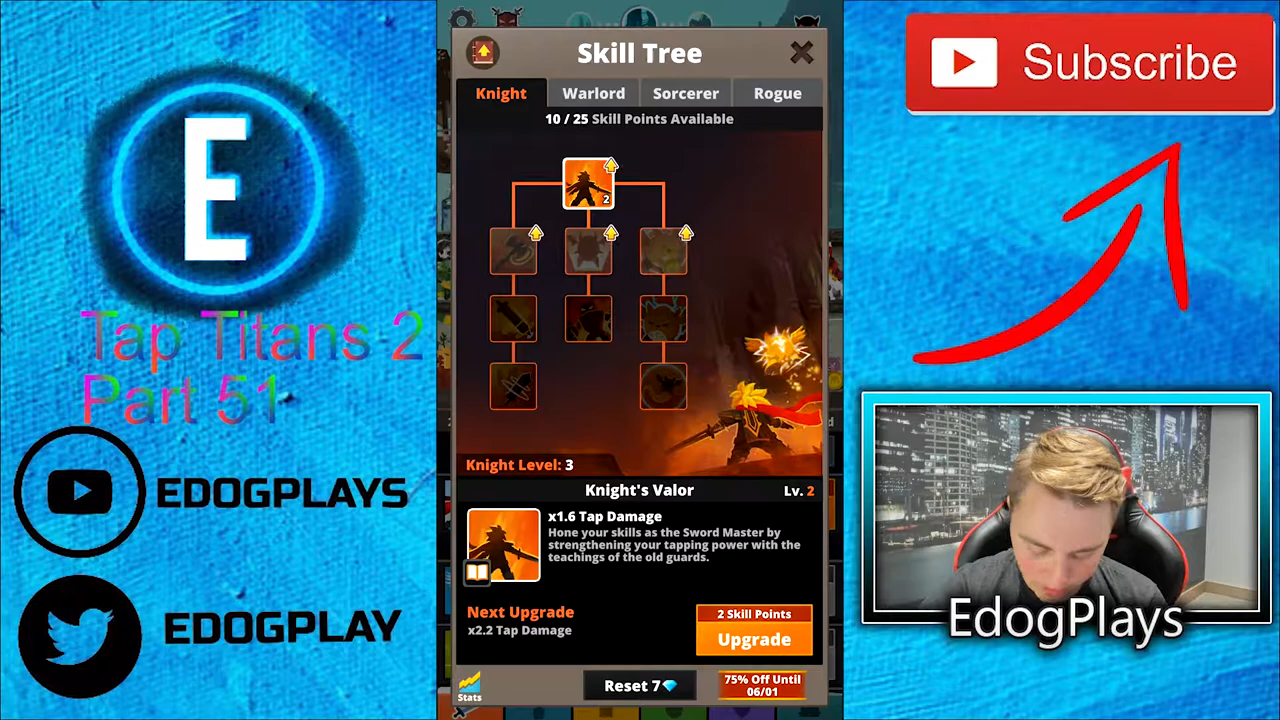 E
Tap Titans 2
Part 51
EDOGPLAYS
EDOGPLAY
Skill Tree
Knight
Warlord
Sorcerer
Rogue
10 / 25 Skill Points Available
2
Knight Level: 3
Knight's Valor
Lv. 2
x1.6 Tap Damage
Hone your skills as the Sword Master by
strengthening your tapping power with the
teachings of the old guards.
Next Upgrade
x2.2 Tap Damage
2 Skill Points
Upgrade
Stats
Reset 7
75% Off Until
06/01
Subscribe
EdogPlays